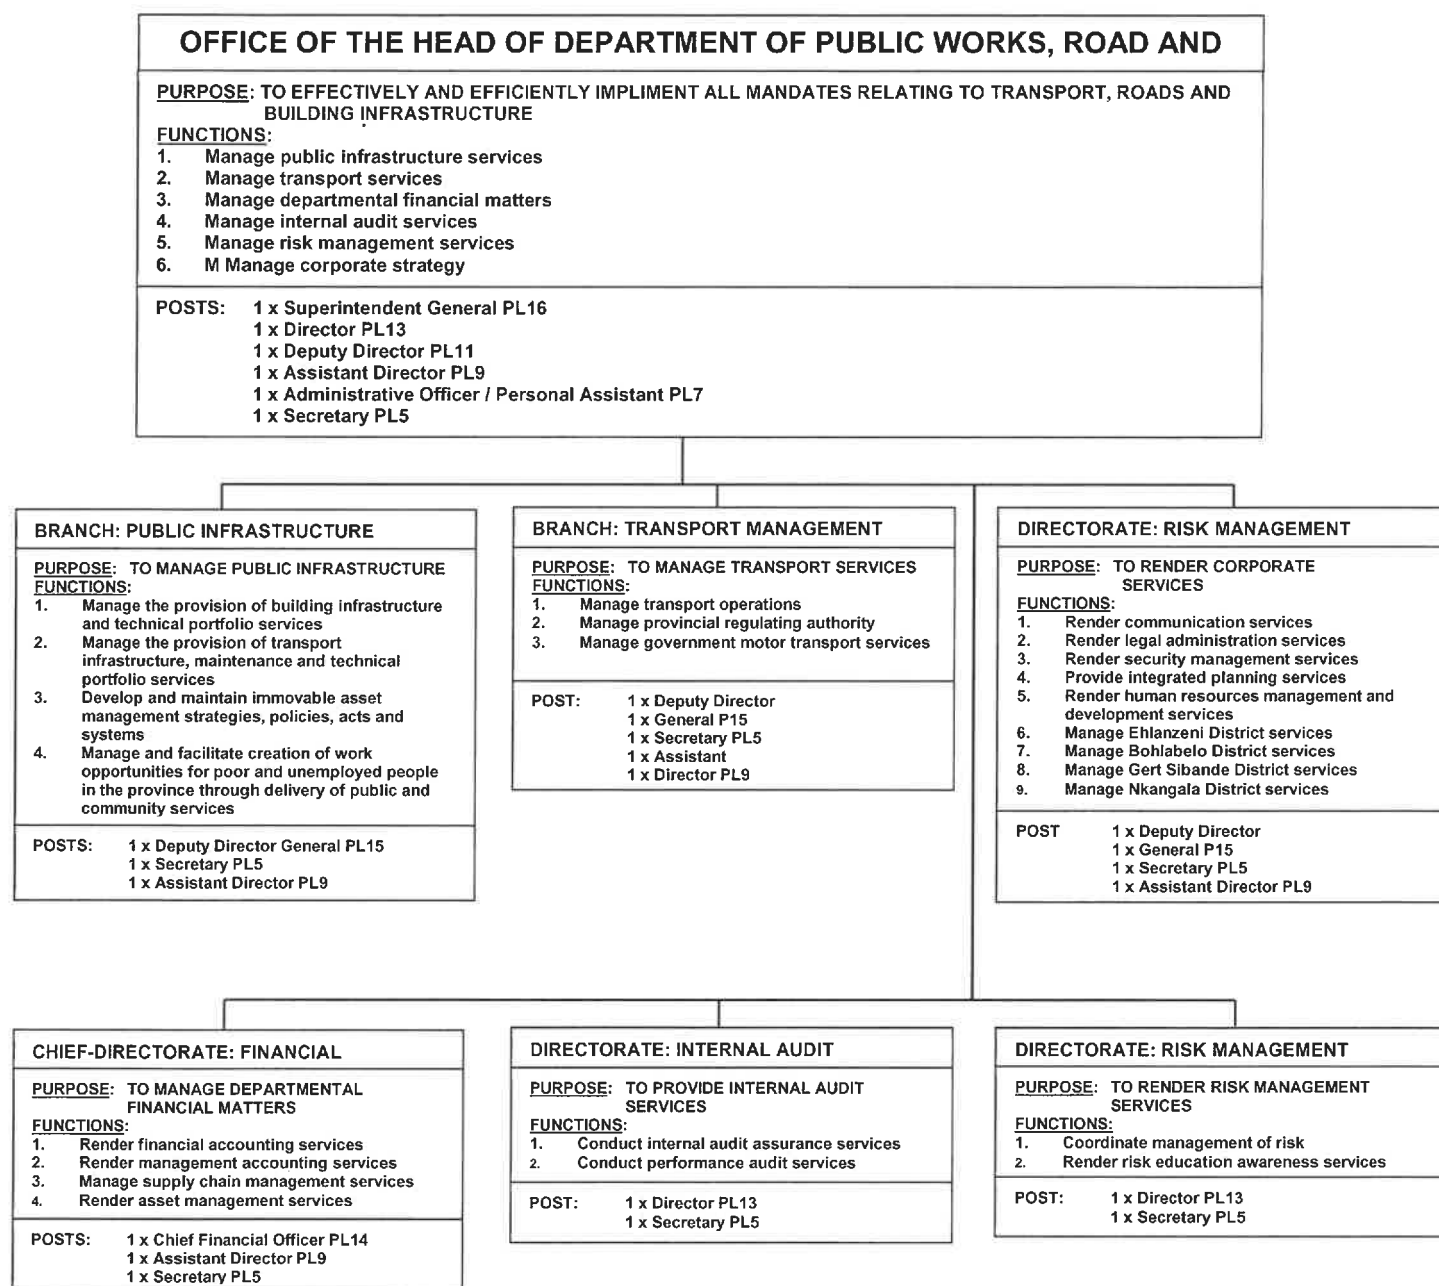 OFFICE OF THE HEAD OF DEPARTMENT OF PUBLIC WORKS, ROAD AND
PURPOSE: TO EFFECTIVELY AND EFFICIENTLY IMPLIMENT ALL MANDATES RELATING TO TRANSPORT, ROADS AND
BUILDING INFRASTRUCTURE
FUNCTIONS:
1. Manage public infrastructure services
2. Manage transport services
3. Manage departmental financial matters
4. Manage internal audit services
5. Manage risk management services
6. M Manage corporate strategy
POSTS: 1 x Superintendent General PL16
1 x Director PL13
1 x Deputy Director PL11
1 x Assistant Director PL9
1 x Administrative Officer / Personal Assistant PL7
1 x Secretary PL5
BRANCH: PUBLIC INFRASTRUCTURE
PURPOSE: TO MANAGE PUBLIC INFRASTRUCTURE
FUNCTIONS:
1. Manage the provision of building infrastructure
and technical portfolio services
2. Manage the provision of transport
infrastructure, maintenance and technical
portfolio services
3. Develop and maintain immovable asset
management strategies, policies, acts and
systems
4. Manage and facilitate creation of work
opportunities for poor and unemployed people
in the province through delivery of public and
community services
POSTS: 1 x Deputy Director General PL15
1 x Secretary PL5
1 x Assistant Director PL9
BRANCH: TRANSPORT MANAGEMENT
PURPOSE: TO MANAGE TRANSPORT SERVICES
FUNCTIONS:
1. Manage transport operations
2. Manage provincial regulating authority
3. Manage government motor transport services
POST: 1 x Deputy Director
1 x General P15
1 x Secretary PL5
1 x Assistant
1 x Director PL9
DIRECTORATE: RISK MANAGEMENT
PURPOSE: TO RENDER CORPORATE
SERVICES
FUNCTIONS:
1. Render communication services
2. Render legal administration services
3. Render security management services
4. Provide integrated planning services
5. Render human resources management and
development services
6. Manage Ehlanzeni District services
7. Manage Bohlabelo District services
8. Manage Gert Sibande District services
9. Manage Nkangala District services
POST 1 x Deputy Director
1 x General P15
1 x Secretary PL5
1 x Assistant Director PL9
CHIEF-DIRECTORATE: FINANCIAL
PURPOSE: TO MANAGE DEPARTMENTAL
FINANCIAL MATTERS
FUNCTIONS:
1. Render financial accounting services
2. Render management accounting services
3. Manage supply chain management services
4. Render asset management services
POSTS: 1 x Chief Financial Officer PL14
1 x Assistant Director PL9
1 x Secretary PL5
DIRECTORATE: INTERNAL AUDIT
PURPOSE: TO PROVIDE INTERNAL AUDIT
SERVICES
FUNCTIONS:
1. Conduct internal audit assurance services
2. Conduct performance audit services
POST: 1 x Director PL13
1 x Secretary PL5
DIRECTORATE: RISK MANAGEMENT
PURPOSE: TO RENDER RISK MANAGEMENT
SERVICES
FUNCTIONS:
1. Coordinate management of risk
2. Render risk education awareness services
POST: 1 x Director PL13
1 x Secretary PL5